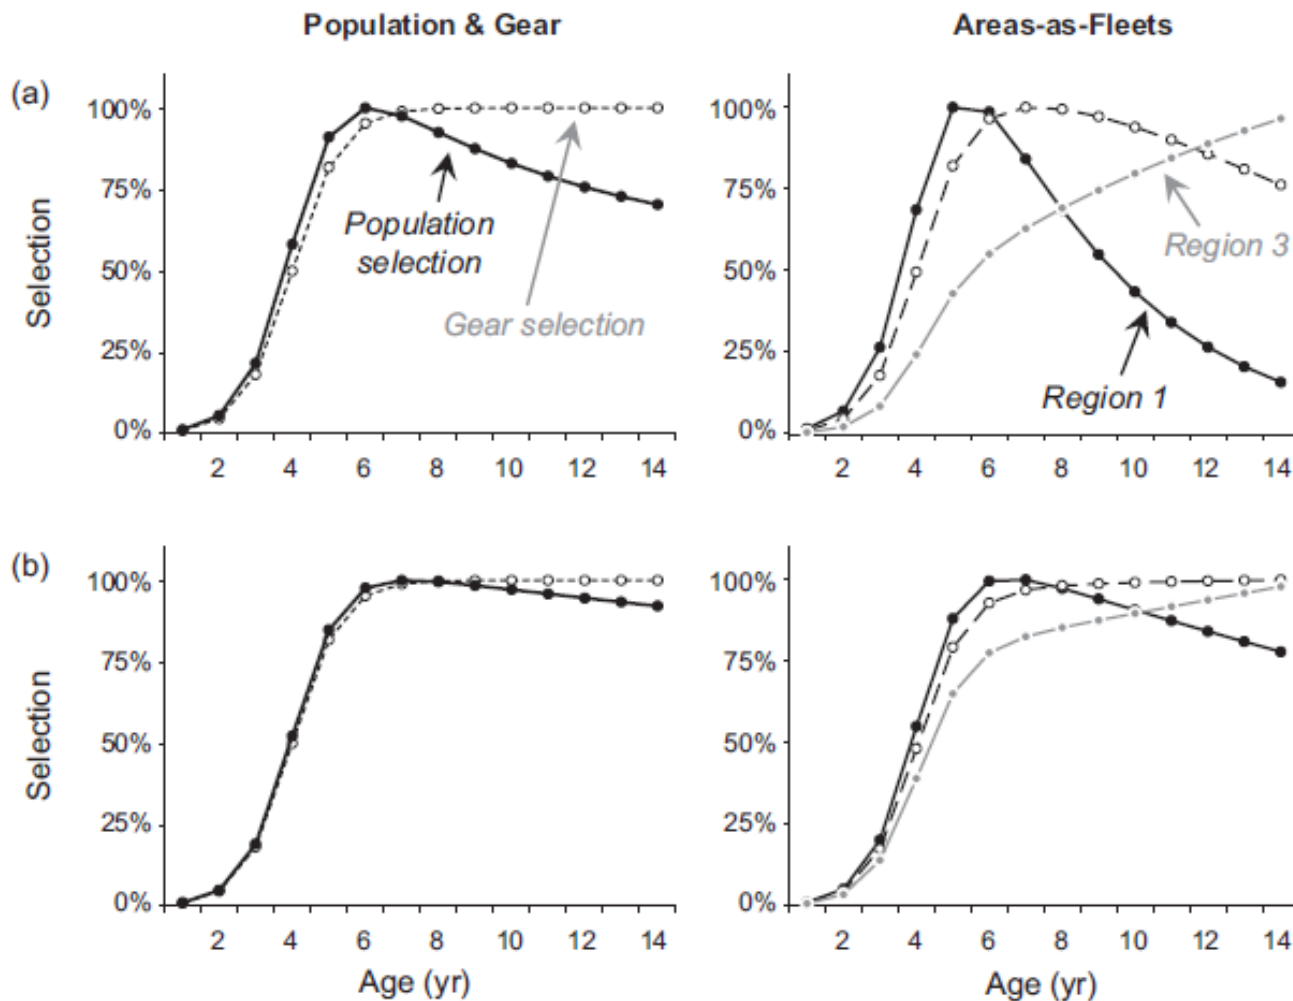 Population & Gear
Areas-as-Fleets
(a)
Selection
100%
75%
50%
25%
0%
Population
selection
Gear selection
2 4 6 8 10 12 14
100%
75%
50%
25%
0%
Region 3
Region 1
2 4 6 8 10 12 14
(b)
Selection
100%
75%
50%
25%
0%
2 4 6 8 10 12 14
Age (yr)
100%
75%
50%
25%
0%
2 4 6 8 10 12 14
Age (yr)